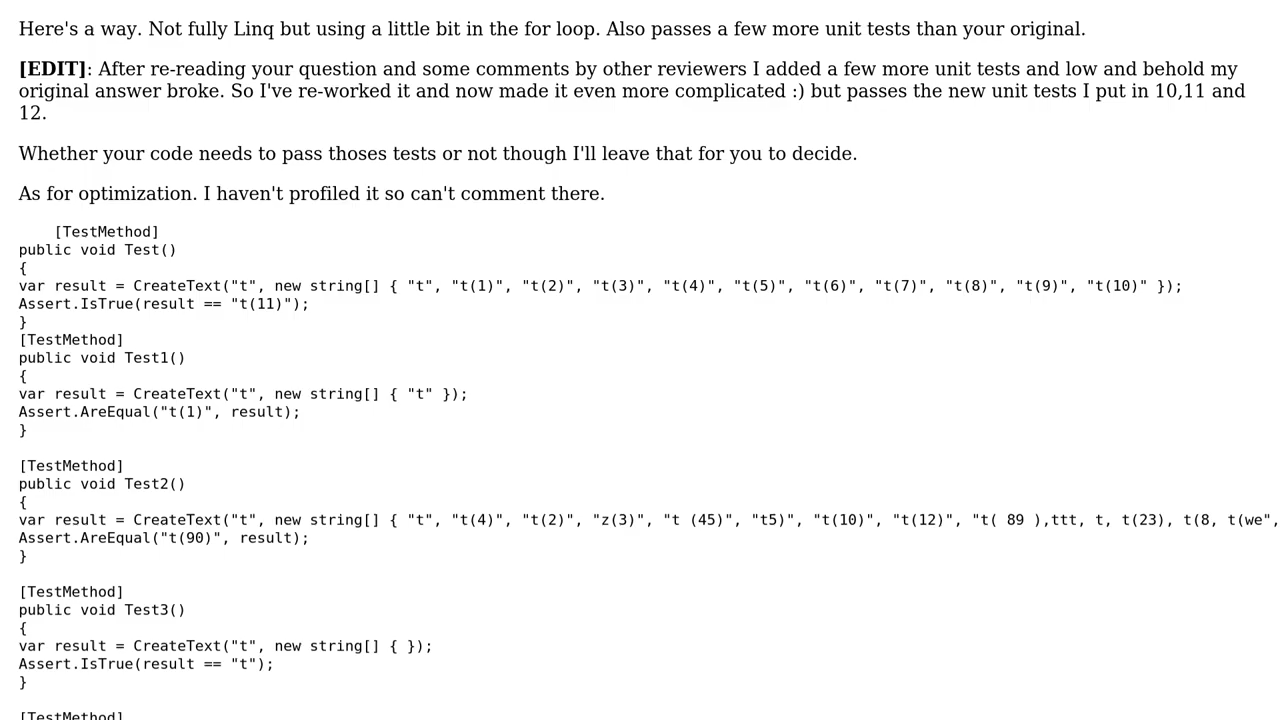 Here's a way. Not fully Linq but using a little bit in the for loop. Also passes a few more unit tests than your original.
[EDIT]: After re-reading your question and some comments by other reviewers I added a few more unit tests and low and behold my
original answer broke. So I've re-worked it and now made it even more complicated :) but passes the new unit tests I put in 10,11 and
12.
Whether your code needs to pass thoses tests or not though I'll leave that for you to decide.
As for optimization. I haven't profiled it so can't comment there.
[TestMethod]
public void Test()
{
var result = CreateText("t", new string[] { "t", "t(1)", "t(2)", "t(3)", "t(4)", "t(5)", "t(6)", "t(7)", "t(8)", "t(9)", "t(10)" });
Assert.IsTrue(result == "t(11)");
}
[TestMethod]
public void Test1()
{
var result = CreateText("t", new string[] { "t" });
Assert.AreEqual("t(1)", result);
}
[TestMethod]
public void Test2()
{
var result = CreateText("t", new string[] { "t", "t(4)", "t(2)", "z(3)", "t (45)", "t5)", "t(10)", "t(12)", "t( 89 ),ttt, t, t(23), t(8, t(we",
Assert.AreEqual("t(90)", result);
}
[TestMethod]
public void Test3()
{
var result = CreateText("t", new string[] { });
Assert.IsTrue(result == "t");
}
[TestMethod]